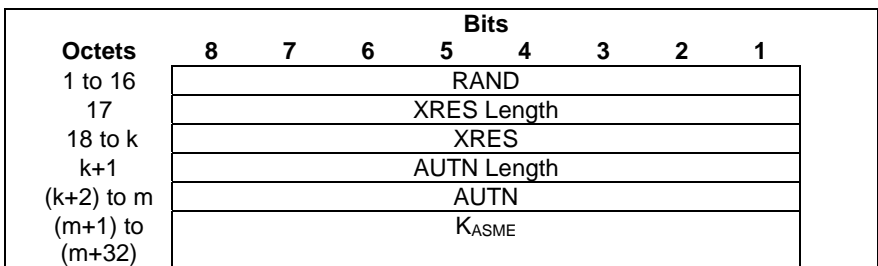 Bits
Octets 8 7 6 5 4 3 2 1
1 to 16 RAND
17 XRES Length
18 to k XRES
k+1 AUTN Length
(k+2) to m AUTN
(m+1) to K_ASME
(m+32)